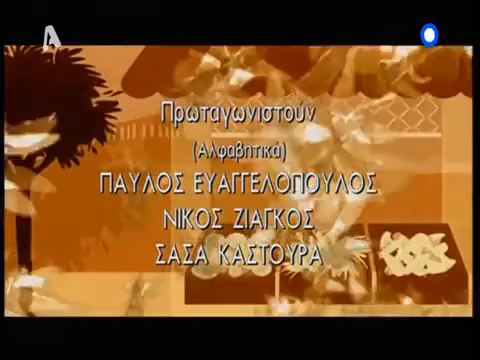 Πρωταγωνιστούν
(Αλφαβητικά)
ΠΑΥΛΟΣ ΕΥΑΓΓΕΛΟΠΟΥΛΟΣ
ΝΙΚΟΣ ΖΙΑΓΚΟΣ
ΣΑΣΑ ΚΑΣΤΟΥΡΑ